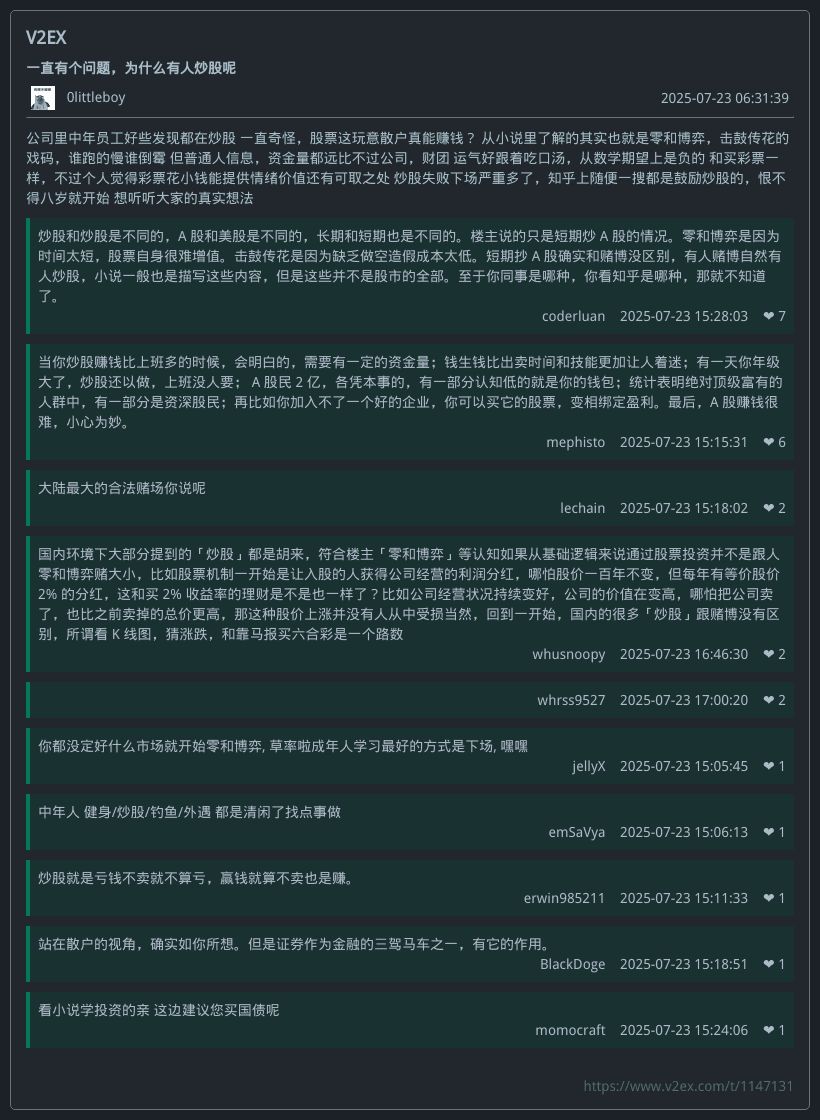 V2EX
一直有个问题，为什么有人炒股呢
0littleboy
2025-07-23 06:31:39
公司里中年员工好些发现都在炒股 一直奇怪，股票这玩意散户真能赚钱？ 从小说里了解的其实也就是零和博弈，击鼓传花的
戏码，谁跑的慢谁倒霉 但普通人信息，资金量都远比不过公司，财团 运气好跟着吃口汤，从数学期望上是负的 和买彩票一
样，不过个人觉得彩票花小钱能提供情绪价值还有可取之处 炒股失败下场严重多了，知乎上随便一搜都是鼓励炒股的，恨不
得八岁就开始 想听听大家的真实想法
炒股和炒股是不同的，A 股和美股是不同的，长期和短期也是不同的。楼主说的只是短期炒 A 股的情况。零和博弈是因为
时间太短，股票自身很难增值。击鼓传花是因为缺乏做空造假成本太低。短期抄 A 股确实和赌博没区别，有人赌博自然有
人炒股，小说一般也是描写这些内容，但是这些并不是股市的全部。至于你同事是哪种，你看知乎是哪种，那就不知道
了。
coderluan 2025-07-23 15:28:03 ❤ 7
当你炒股赚钱比上班多的时候，会明白的，需要有一定的资金量；钱生钱比出卖时间和技能更加让人着迷；有一天你年级
大了，炒股还以做，上班没人要； A 股民 2 亿，各凭本事的，有一部分认知低的就是你的钱包；统计表明绝对顶级富有的
人群中，有一部分是资深股民；再比如你加入不了一个好的企业，你可以买它的股票，变相绑定盈利。最后，A 股赚钱很
难，小心为妙。
mephisto 2025-07-23 15:15:31 ❤ 6
大陆最大的合法赌场你说呢
lechain 2025-07-23 15:18:02 ❤ 2
国内环境下大部分提到的「炒股」都是胡来，符合楼主「零和博弈」等认知如果从基础逻辑来说通过股票投资并不是跟人
零和博弈赌大小，比如股票机制一开始是让入股的人获得公司经营的利润分红，哪怕股价一百年不变，但每年有等价股价
2% 的分红，这和买 2% 收益率的理财是不是也一样了？比如公司经营状况持续变好，公司的价值在变高，哪怕把公司卖
了，也比之前卖掉的总价更高，那这种股价上涨并没有人从中受损当然，回到一开始，国内的很多「炒股」跟赌博没有区
别，所谓看 K 线图，猜涨跌，和靠马报买六合彩是一个路数
whusnoopy 2025-07-23 16:46:30 ❤ 2
whrss9527 2025-07-23 17:00:20 ❤ 2
你都没定好什么市场就开始零和博弈, 草率啦成年人学习最好的方式是下场, 嘿嘿
jellyX 2025-07-23 15:05:45 ❤ 1
中年人 健身/炒股/钓鱼/外遇 都是清闲了找点事做
emSaVya 2025-07-23 15:06:13 ❤ 1
炒股就是亏钱不卖就不算亏，赢钱就算不卖也是赚。
erwin985211 2025-07-23 15:11:33 ❤ 1
站在散户的视角，确实如你所想。但是证券作为金融的三驾马车之一，有它的作用。
BlackDoge 2025-07-23 15:18:51 ❤ 1
看小说学投资的亲 这边建议您买国债呢
momocraft 2025-07-23 15:24:06 ❤ 1
https://www.v2ex.com/t/1147131